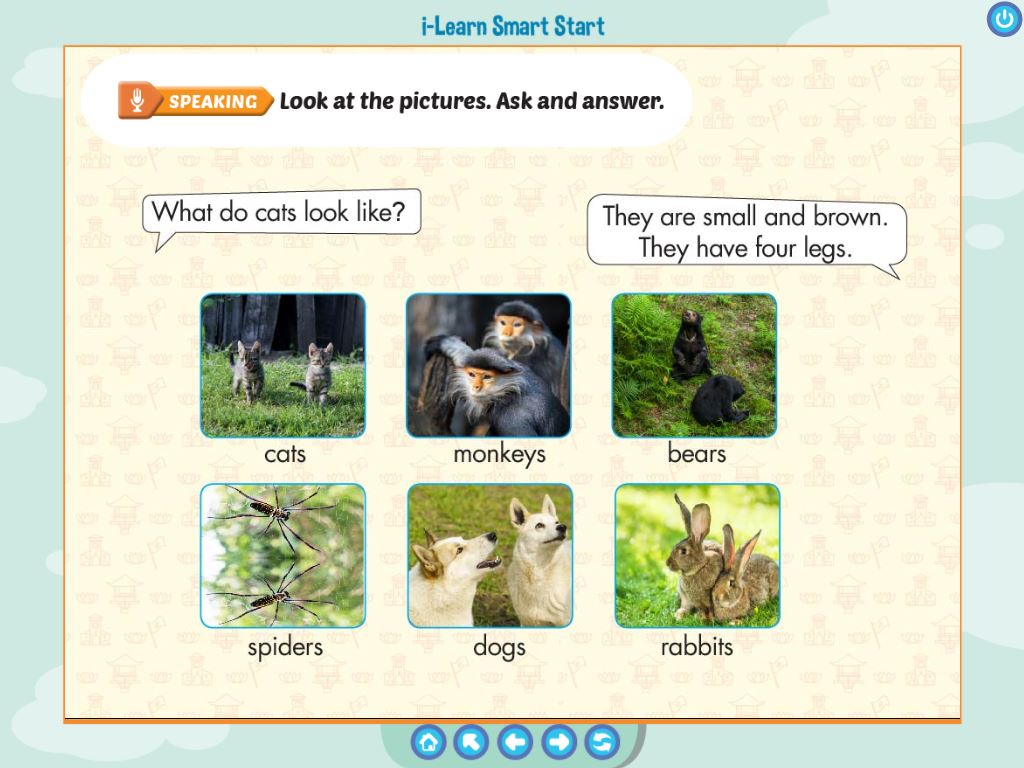 i-Learn Smart Start
SPEAKING Look at the pictures. Ask and answer.
What do cats look like?
They are small and brown.
They have four legs.
cats monkeys bears
spiders dogs rabbits